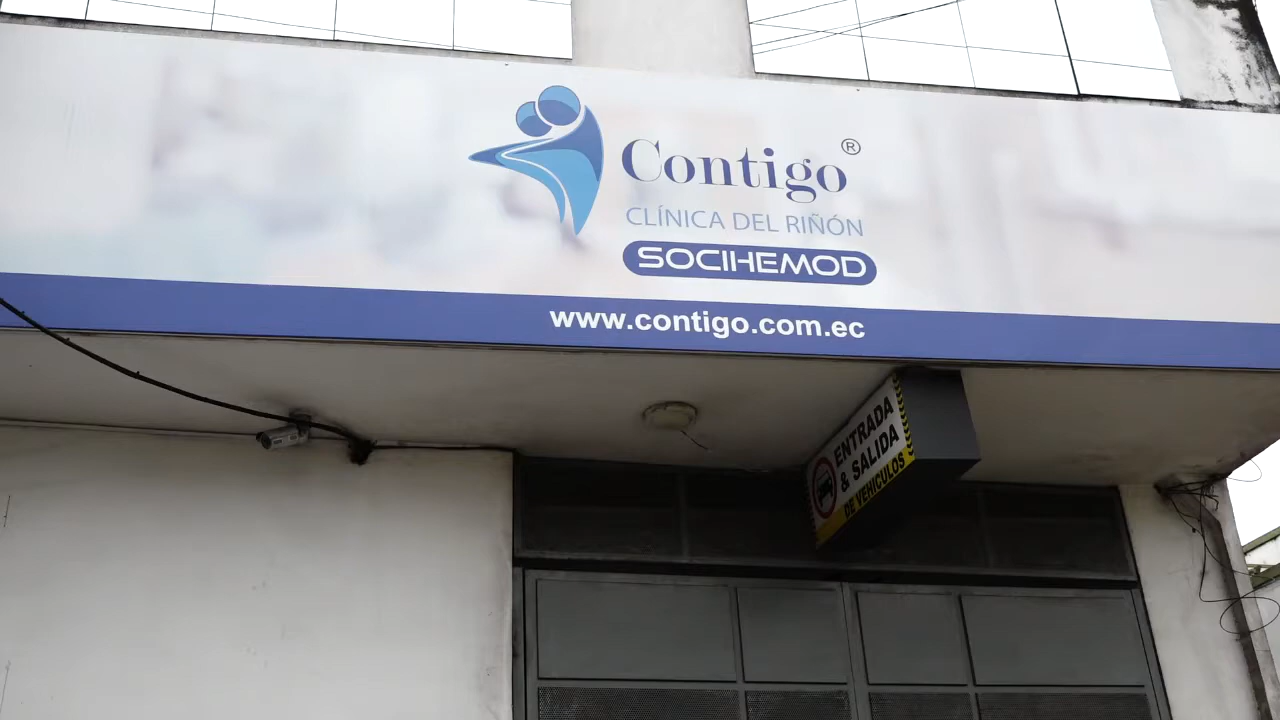 Contigo®
CLÍNICA DEL RIÑÓN
SOCIHEMOD
www.contigo.com.ec
ENTRADA
& SALIDA
DE VEHICULOS